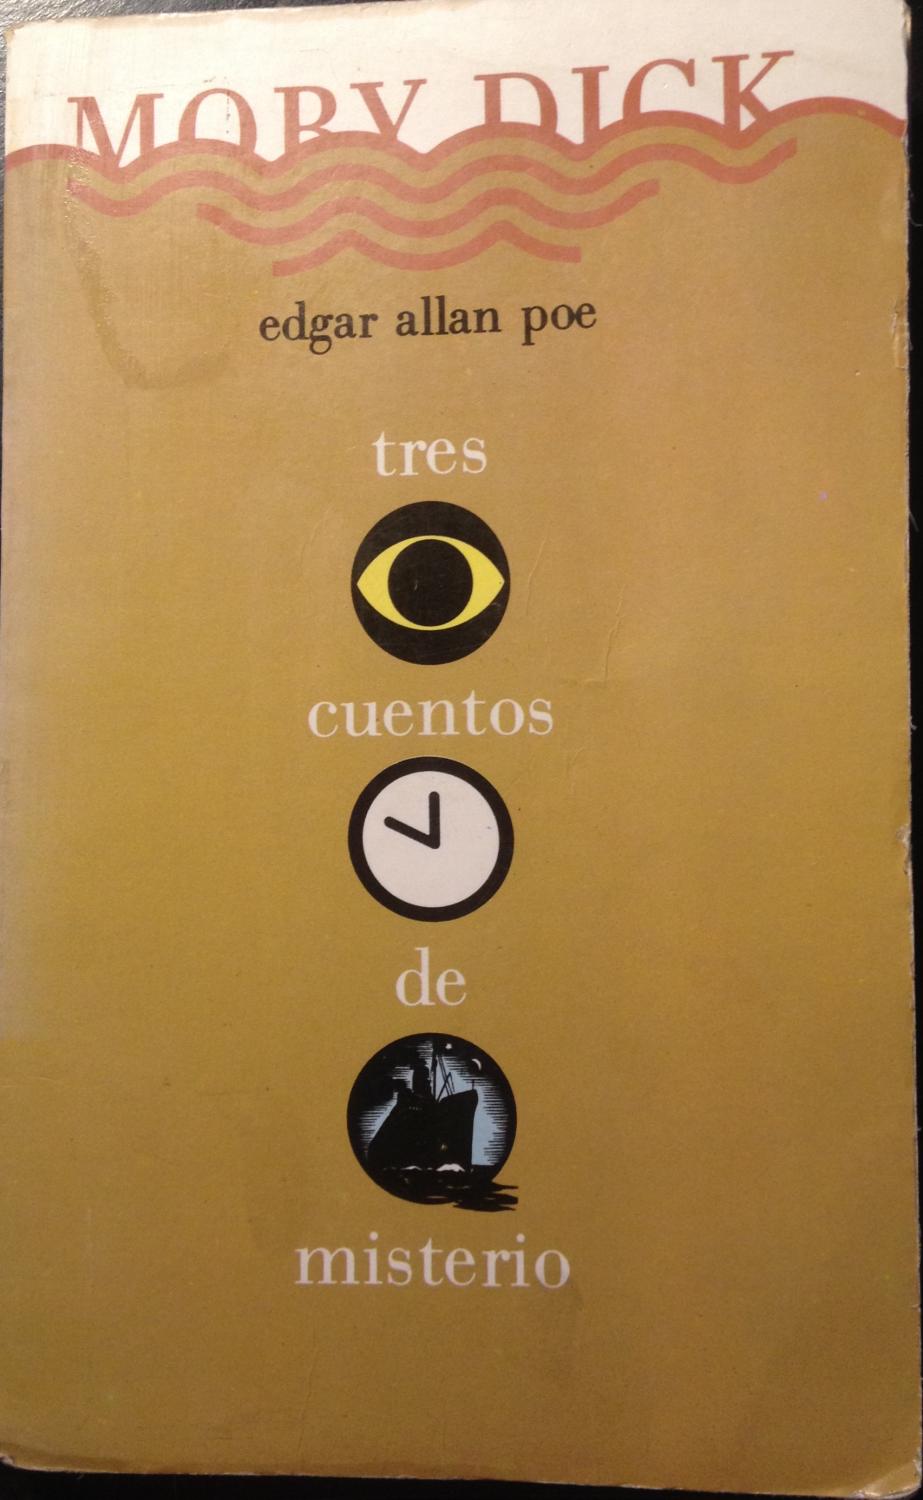 MOBY DICK
edgar allan poe
tres
cuentos
de
misterio